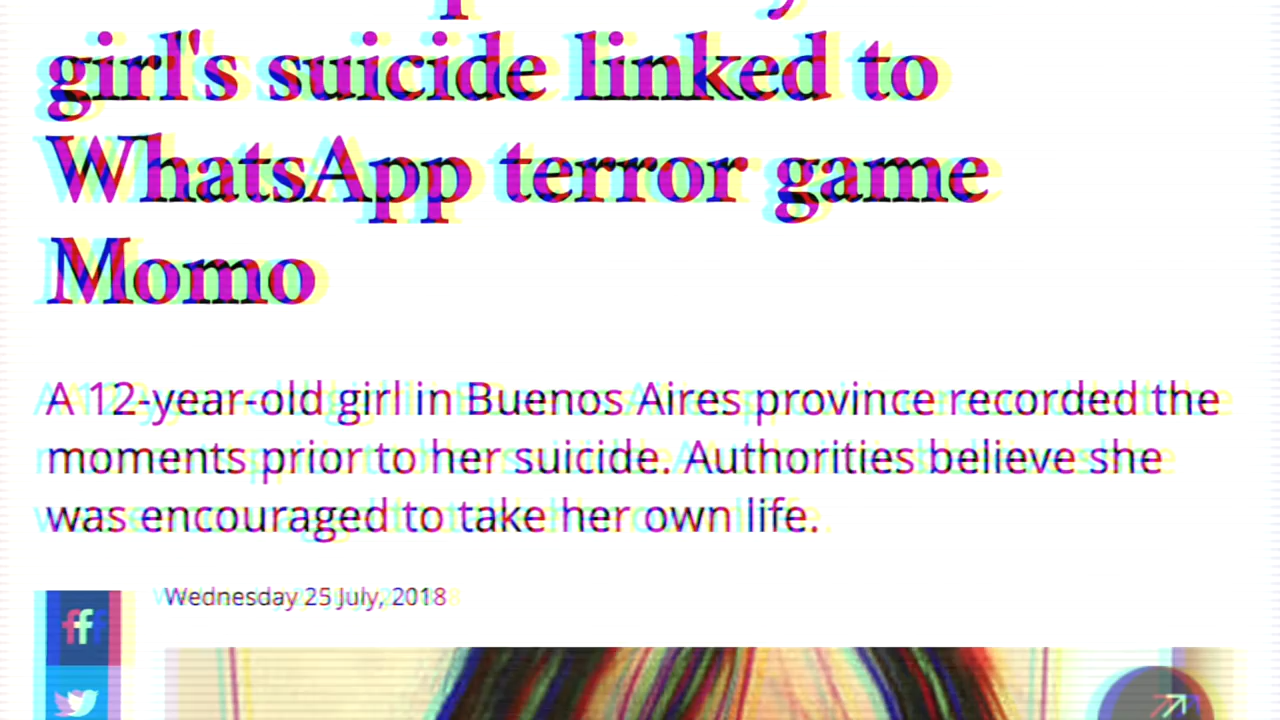 girl's suicide linked to
WhatsApp terror game
Momo
A 12-year-old girl in Buenos Aires province recorded the
moments prior to her suicide. Authorities believe she
was encouraged to take her own life.
Wednesday 25 July, 2018